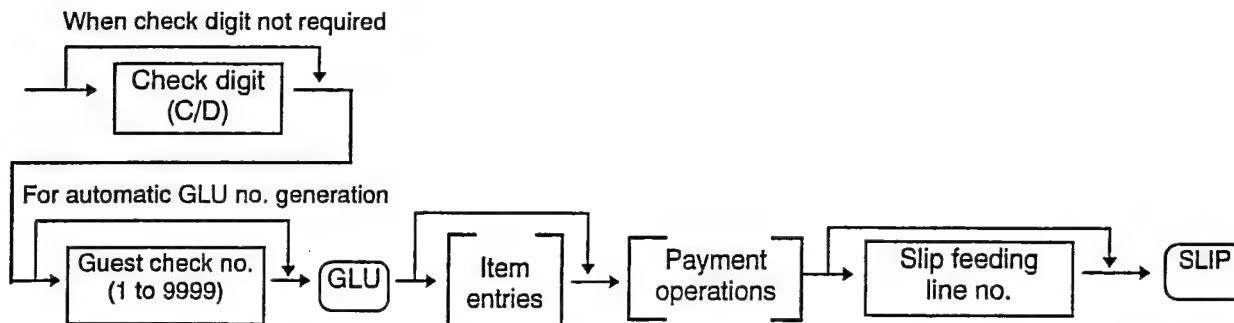 When check digit not required
Check digit
(C/D)
For automatic GLU no. generation
Guest check no.
(1 to 9999)
GLU
Item
entries
Payment
operations
Slip feeding
line no.
SLIP